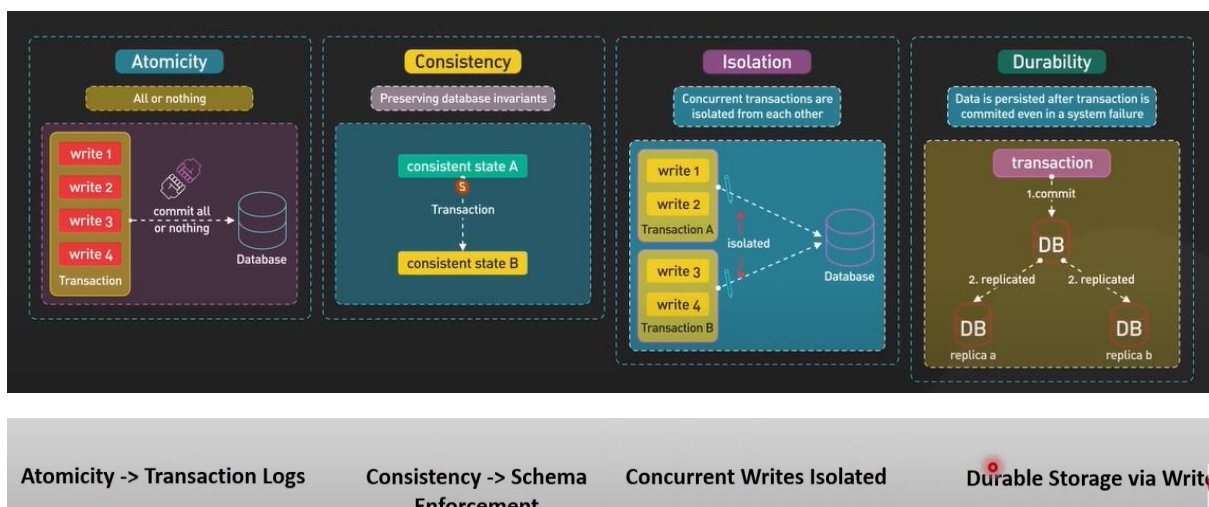 Atomicity
All or nothing
write 1
write 2
write 3
write 4
Transaction
commit all
or nothing
Database
Consistency
Preserving database invariants
consistent state A
S
Transaction
consistent state B
Isolation
Concurrent transactions are
isolated from each other
write 1
write 2
Transaction A
isolated
write 3
write 4
Transaction B
Database
Durability
Data is persisted after transaction is
commited even in a system failure
transaction
1.commit
DB
2. replicated
2. replicated
DB
replica a
DB
replica b
Atomicity -> Transaction Logs
Consistency -> Schema
Enforcement
Concurrent Writes Isolated
Durable Storage via Write